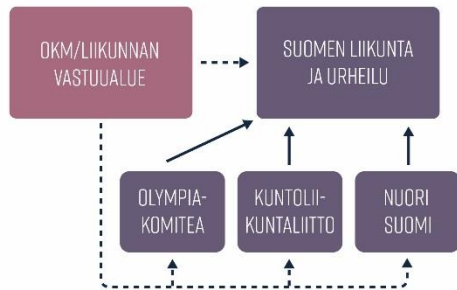 OKM/LIIKUNNAN
VASTUUALUE
SUOMEN LIIKUNTA
JA URHEILU
OLYMPIA-
KOMITEA
KUNTOLII-
KUNTALIITTO
NUORI
SUOMI